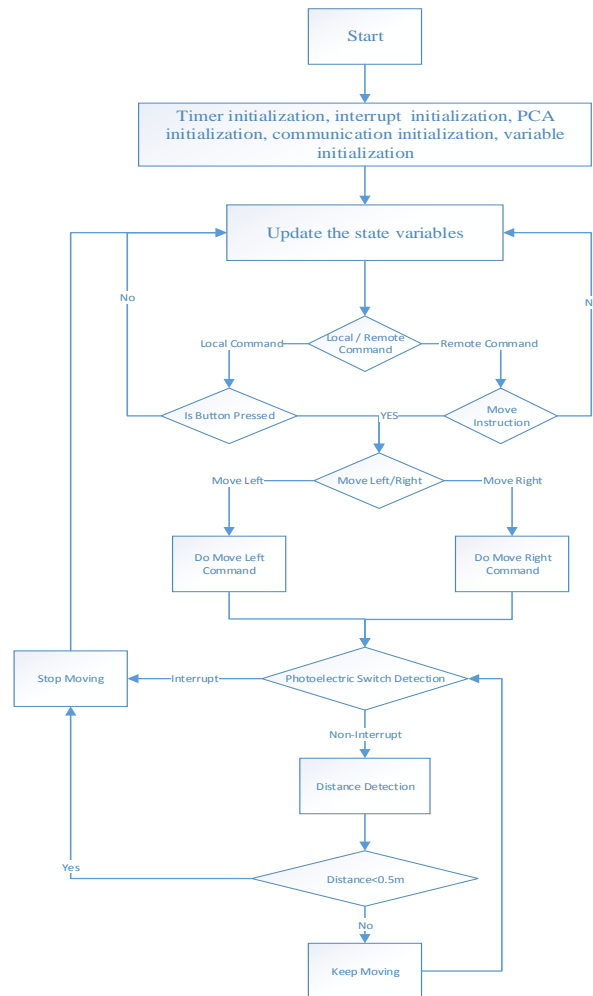 Start
Timer initialization, interrupt initialization, PCA
initialization, communication initialization, variable
initialization
Update the state variables
No
N
Local / Remote
Command
Local Command
Remote Command
Is Button Pressed
YES
Move
Instruction
Move Left
Move Left/Right
Move Right
Do Move Left
Command
Do Move Right
Command
Stop Moving
Interrupt
Photoelectric Switch Detection
Non-Interrupt
Distance Detection
Yes
Distance<0.5m
No
Keep Moving